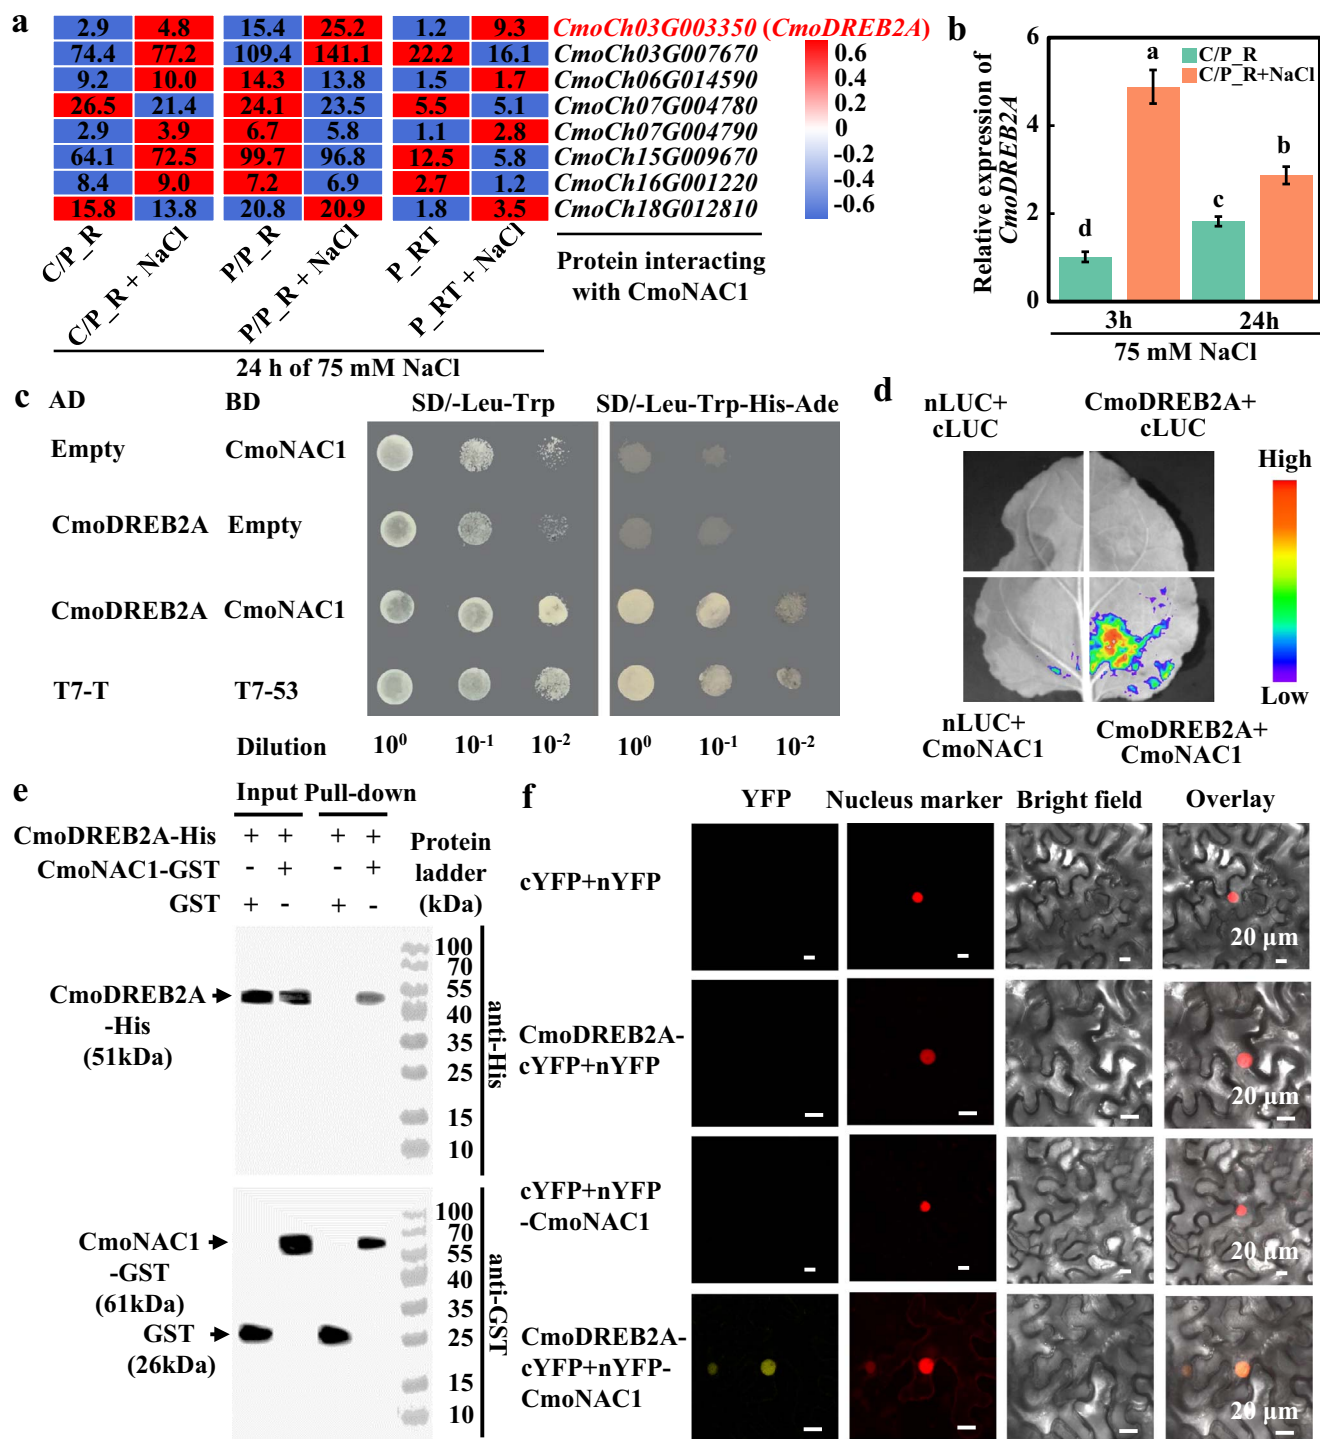 a
2.9 4.8 15.4 25.2 1.2 9.3 CmoCh03G003350 (CmoDREB2A)
74.4 77.2 109.4 141.1 22.2 16.1 CmoCh03G007670
9.2 10.0 14.3 13.8 1.5 1.7 CmoCh06G014590
26.5 21.4 24.1 23.5 5.5 5.1 CmoCh07G004780
2.9 3.9 6.7 5.8 1.1 2.8 CmoCh07G004790
64.1 72.5 99.7 96.8 12.5 5.8 CmoCh15G009670
8.4 9.0 7.2 6.9 2.7 1.2 CmoCh16G001220
15.8 13.8 20.8 20.9 1.8 3.5 CmoCh18G012810
0.6
0.4
0.2
0
-0.2
-0.4
-0.6
C/P_R
C/P_R + NaCl
P/P_R
P/P_R + NaCl
P_RT
P_RT + NaCl
Protein interacting
with CmoNAC1
24 h of 75 mM NaCl
b
Relative expression of
CmoDREB2A
6
4
2
0
C/P_R
C/P_R+NaCl
d
a
c
b
3h 24h
75 mM NaCl
c
AD BD SD/-Leu-Trp SD/-Leu-Trp-His-Ade
Empty CmoNAC1
CmoDREB2A Empty
CmoDREB2A CmoNAC1
T7-T T7-53
Dilution 10⁰ 10⁻¹ 10⁻² 10⁰ 10⁻¹ 10⁻²
d
nLUC+
cLUC
CmoDREB2A+
cLUC
High
Low
nLUC+
CmoNAC1
CmoDREB2A+
CmoNAC1
e
Input Pull-down
CmoDREB2A-His + + + +
CmoNAC1-GST - + - +
GST + - + -
Protein
ladder
(kDa)
100
70
55
40
35
25
15
10
CmoDREB2A
-His
(51kDa)
anti-His
100
70
55
40
35
25
15
10
CmoNAC1
-GST
(61kDa)
GST
(26kDa)
anti-GST
f
YFP Nucleus marker Bright field Overlay
cYFP+nYFP
20 µm
CmoDREB2A-
cYFP+nYFP
20 µm
cYFP+nYFP
-CmoNAC1
20 µm
CmoDREB2A-
cYFP+nYFP-
CmoNAC1
20 µm